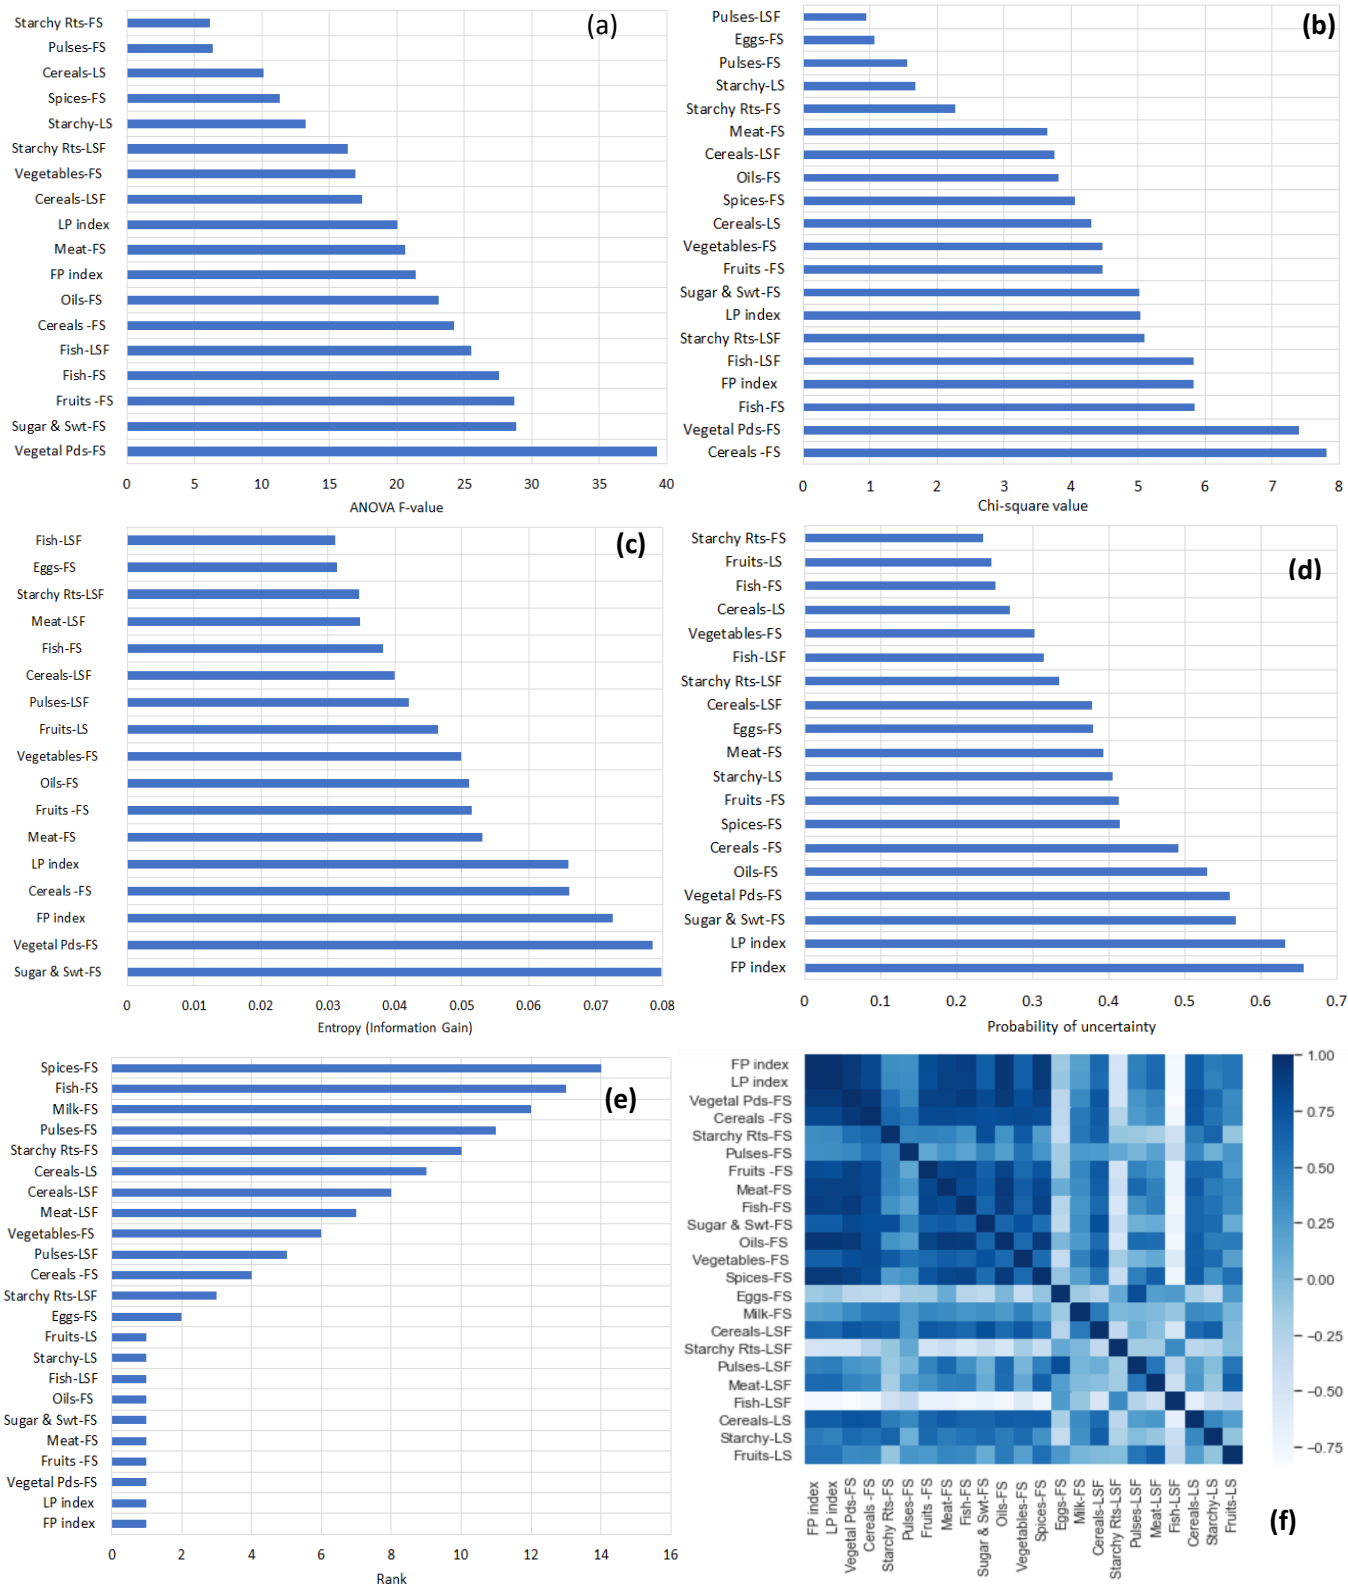 (a)
Starchy Rts-FS
Pulses-FS
Cereals-LS
Spices-FS
Starchy-LS
Starchy Rts-LSF
Vegetables-FS
Cereals-LSF
LP index
Meat-FS
FP index
Oils-FS
Cereals -FS
Fish-LSF
Fish-FS
Fruits -FS
Sugar & Swt-FS
Vegetal Pds-FS
0 5 10 15 20 25 30 35 40
ANOVA F-value
(b)
Pulses-LSF
Eggs-FS
Pulses-FS
Starchy-LS
Starchy Rts-FS
Meat-FS
Cereals-LSF
Oils-FS
Spices-FS
Cereals-LS
Vegetables-FS
Fruits -FS
Sugar & Swt-FS
LP index
Starchy Rts-LSF
Fish-LSF
FP index
Fish-FS
Vegetal Pds-FS
Cereals -FS
0 1 2 3 4 5 6 7 8
Chi-square value
(c)
Fish-LSF
Eggs-FS
Starchy Rts-LSF
Meat-LSF
Fish-FS
Cereals-LSF
Pulses-LSF
Fruits-LS
Vegetables-FS
Oils-FS
Fruits -FS
Meat-FS
LP index
Cereals -FS
FP index
Vegetal Pds-FS
Sugar & Swt-FS
0 0.01 0.02 0.03 0.04 0.05 0.06 0.07 0.08
Entropy (Information Gain)
(d)
Starchy Rts-FS
Fruits-LS
Fish-FS
Cereals-LS
Vegetables-FS
Fish-LSF
Starchy Rts-LSF
Cereals-LSF
Eggs-FS
Meat-FS
Starchy-LS
Fruits -FS
Spices-FS
Cereals -FS
Oils-FS
Vegetal Pds-FS
Sugar & Swt-FS
LP index
FP index
0 0.1 0.2 0.3 0.4 0.5 0.6 0.7
Probability of uncertainty
(e)
Spices-FS
Fish-FS
Milk-FS
Pulses-FS
Starchy Rts-FS
Cereals-LS
Cereals-LSF
Meat-LSF
Vegetables-FS
Pulses-LSF
Cereals -FS
Starchy Rts-LSF
Eggs-FS
Fruits-LS
Starchy-LS
Fish-LSF
Oils-FS
Sugar & Swt-FS
Meat-FS
Fruits -FS
Vegetal Pds-FS
LP index
FP index
0 2 4 6 8 10 12 14 16
Rank
FP index
LP index
Vegetal Pds-FS
Cereals -FS
Starchy Rts-FS
Pulses-FS
Fruits -FS
Meat-FS
Fish-FS
Sugar & Swt-FS
Oils-FS
Vegetables-FS
Spices-FS
Eggs-FS
Milk-FS
Cereals-LSF
Starchy Rts-LSF
Pulses-LSF
Meat-LSF
Fish-LSF
Cereals-LS
Starchy-LS
Fruits-LS
FP index
LP index
Vegetal Pds-FS
Cereals -FS
Starchy Rts-FS
Pulses-FS
Fruits -FS
Meat-FS
Fish-FS
Sugar & Swt-FS
Oils-FS
Vegetables-FS
Spices-FS
Eggs-FS
Milk-FS
Cereals-LSF
Starchy Rts-LSF
Pulses-LSF
Meat-LSF
Fish-LSF
Cereals-LS
Starchy-LS
Fruits-LS
1.00
0.75
0.50
0.25
0.00
−0.25
−0.50
−0.75
(f)